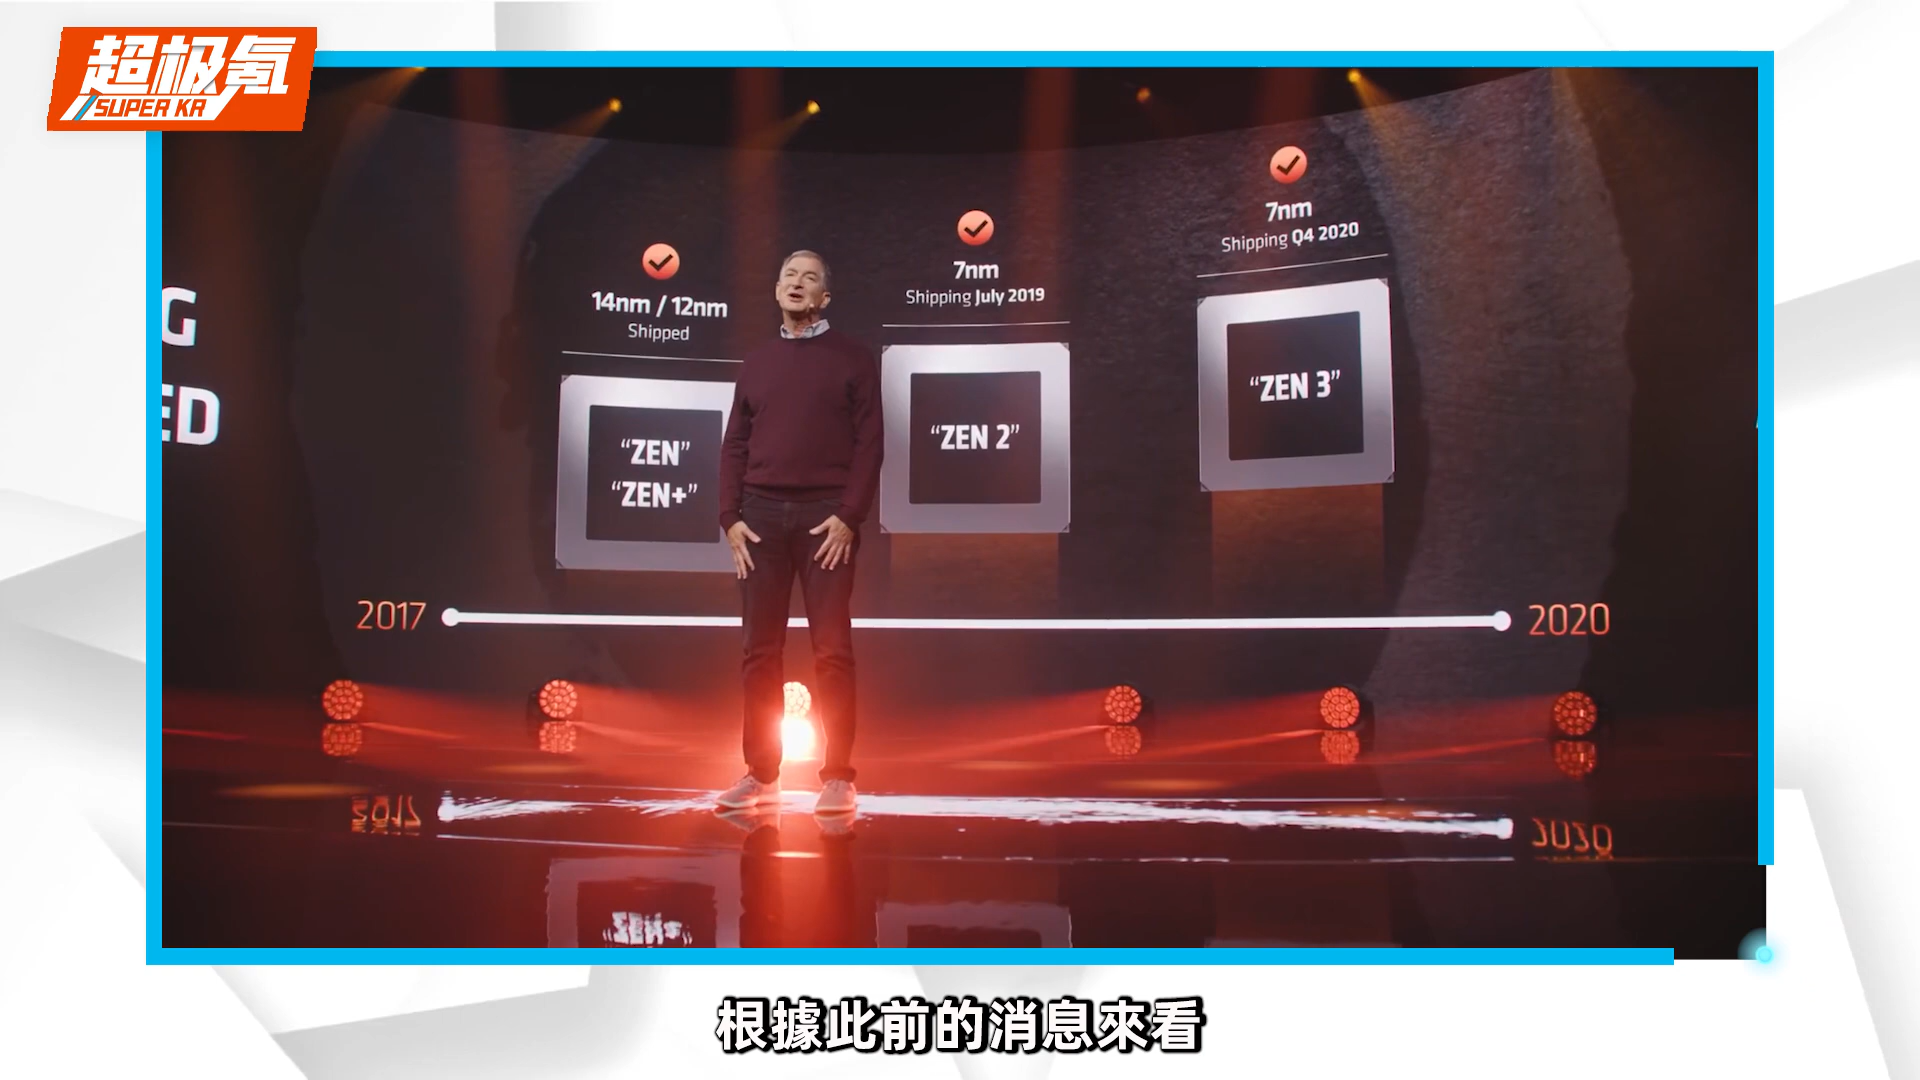 超极氪
SUPER KR
G
ED
14nm / 12nm
Shipped
“ZEN”
“ZEN+”
7nm
Shipping July 2019
“ZEN 2”
7nm
Shipping Q4 2020
“ZEN 3”
2017
2020
根據此前的消息來看